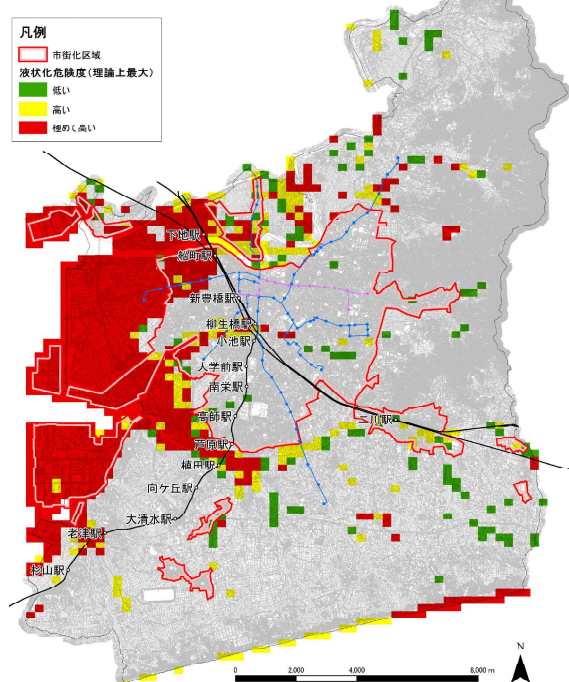 凡例
市街化区域
液状化危険度(理論上最大)
低い
高い
極めて高い
下地駅
船町駅
新豊橋駅
柳生橋駅
小池駅
大学前駅
南栄駅
高師駅
芦原駅
植田駅
向ケ丘駅
大清水駅
老津駅
杉山駅
二川駅
N
0 2,000 4,000 8,000 m